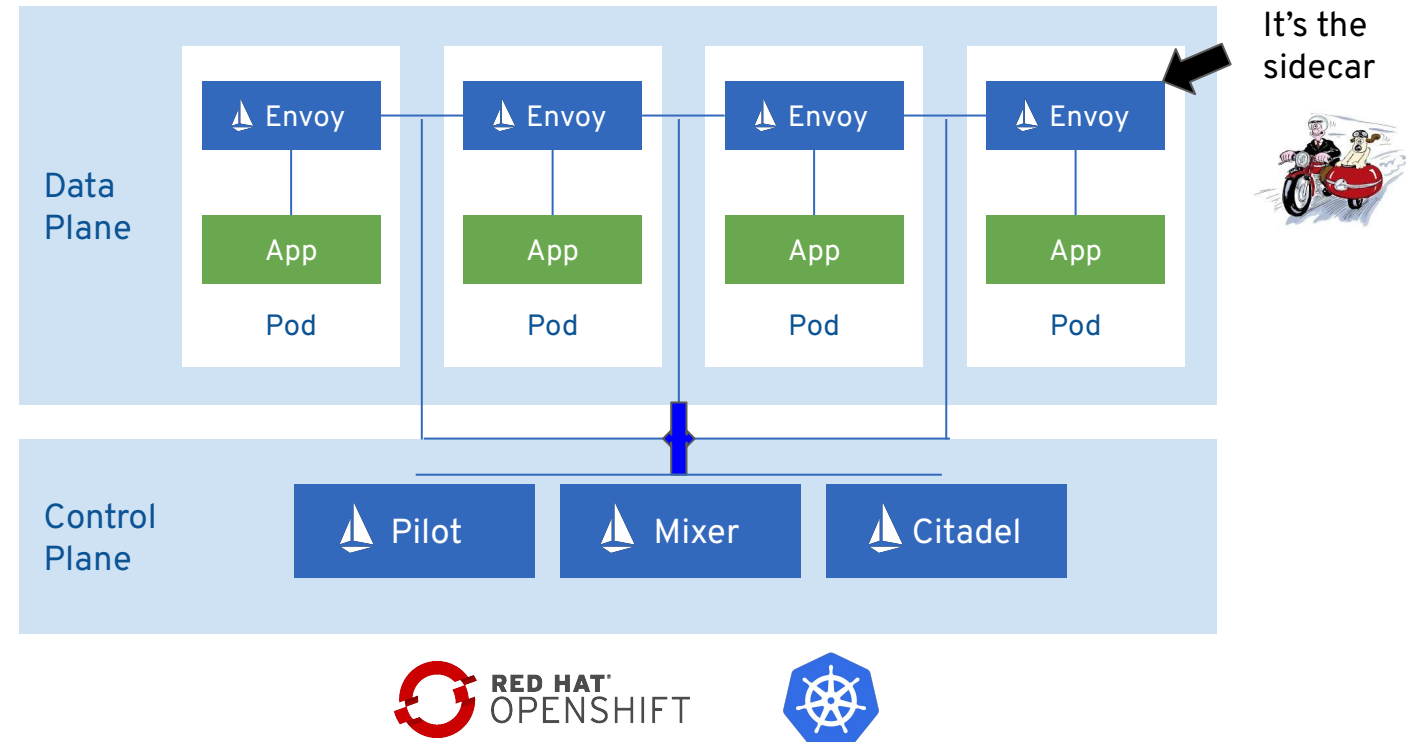 It's the
sidecar
Envoy
Envoy
Envoy
Envoy
Data
Plane
App
App
App
App
Pod
Pod
Pod
Pod
Control
Plane
Pilot
Mixer
Citadel
RED HAT®
OPENSHIFT